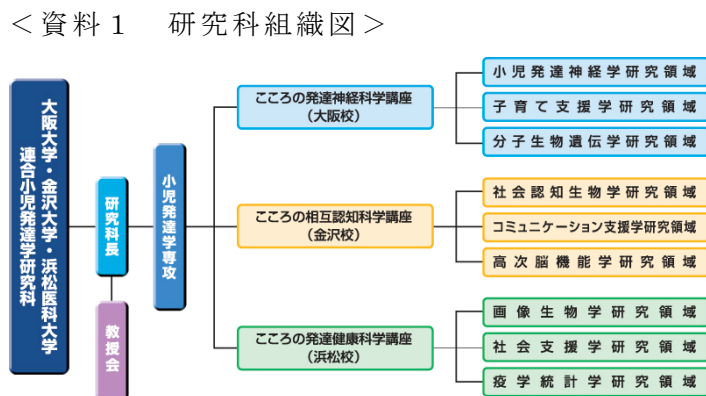 ＜資料１　研究科組織図＞
大阪大学・金沢大学・浜松医科大学
連合小児発達学研究科
研究科長
教授会
小児発達学専攻
こころの発達神経科学講座
（大阪校）
小児発達神経学研究領域
子育て支援学研究領域
分子生物遺伝学研究領域
こころの相互認知科学講座
（金沢校）
社会認知生物学研究領域
コミュニケーション支援学研究領域
高次脳機能学研究領域
こころの発達健康科学講座
（浜松校）
画像生物学研究領域
社会支援学研究領域
疫学統計学研究領域